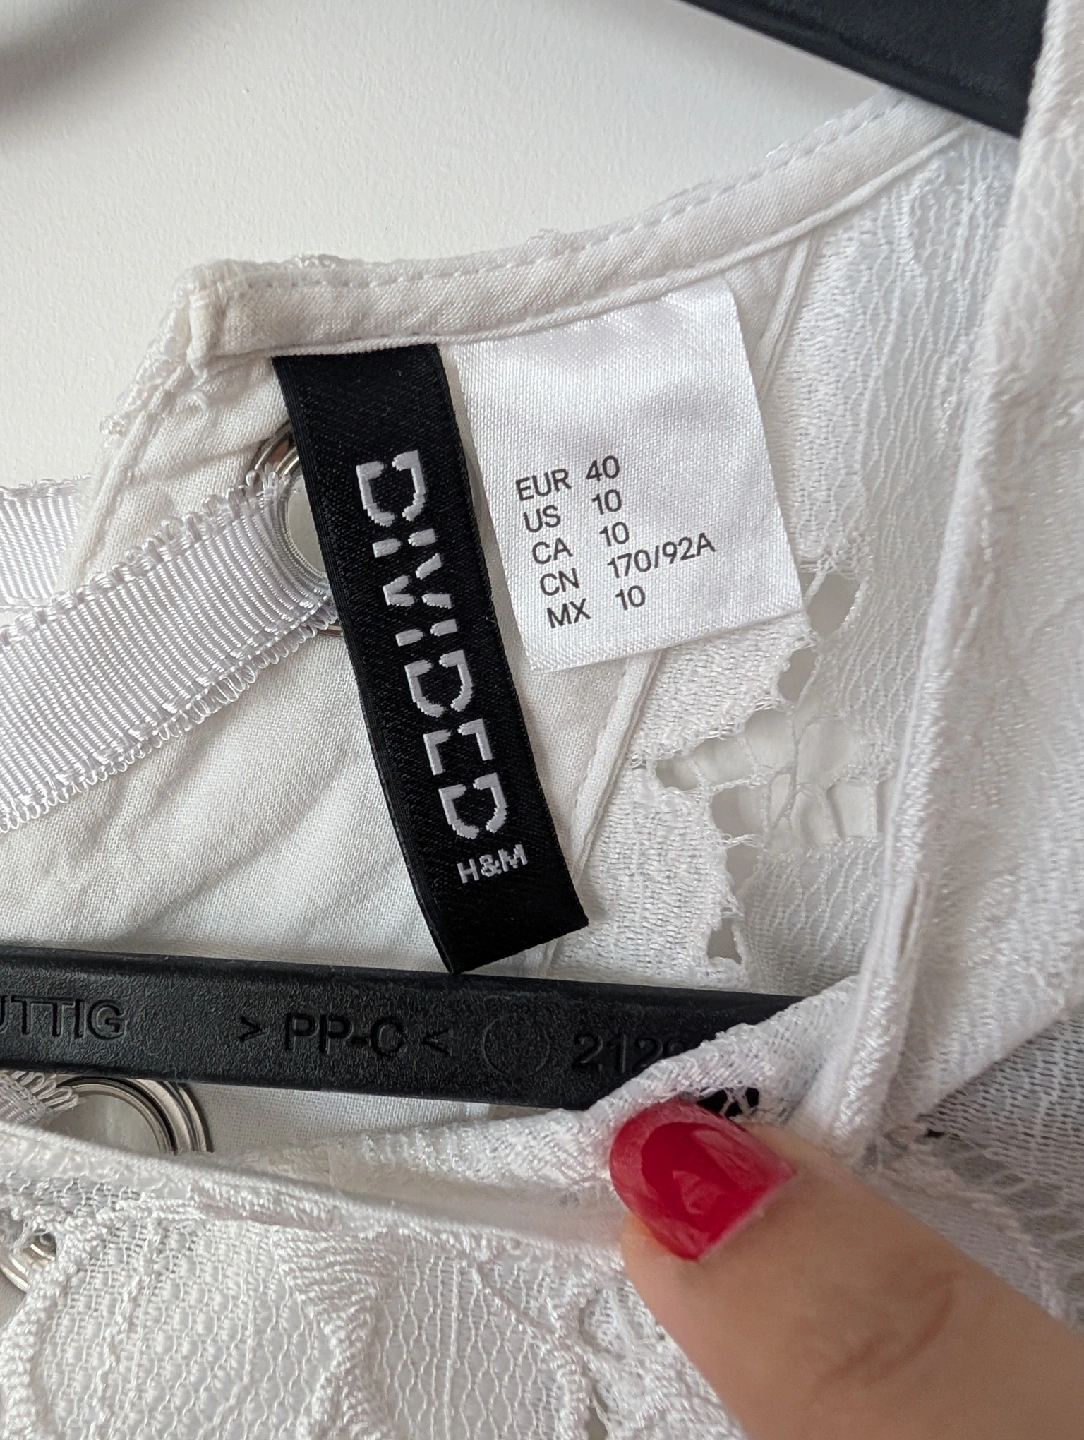 DIVIDED
H&M
EUR 40
US 10
CA 10
CN 170/92A
MX 10
> PP-C <